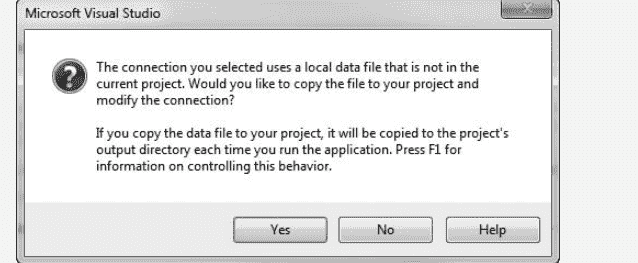 Microsoft Visual Studio
The connection you selected uses a local data file that is not in the
current project. Would you like to copy the file to your project and
modify the connection?
If you copy the data file to your project, it will be copied to the project's
output directory each time you run the application. Press F1 for
information on controlling this behavior.
Yes No Help